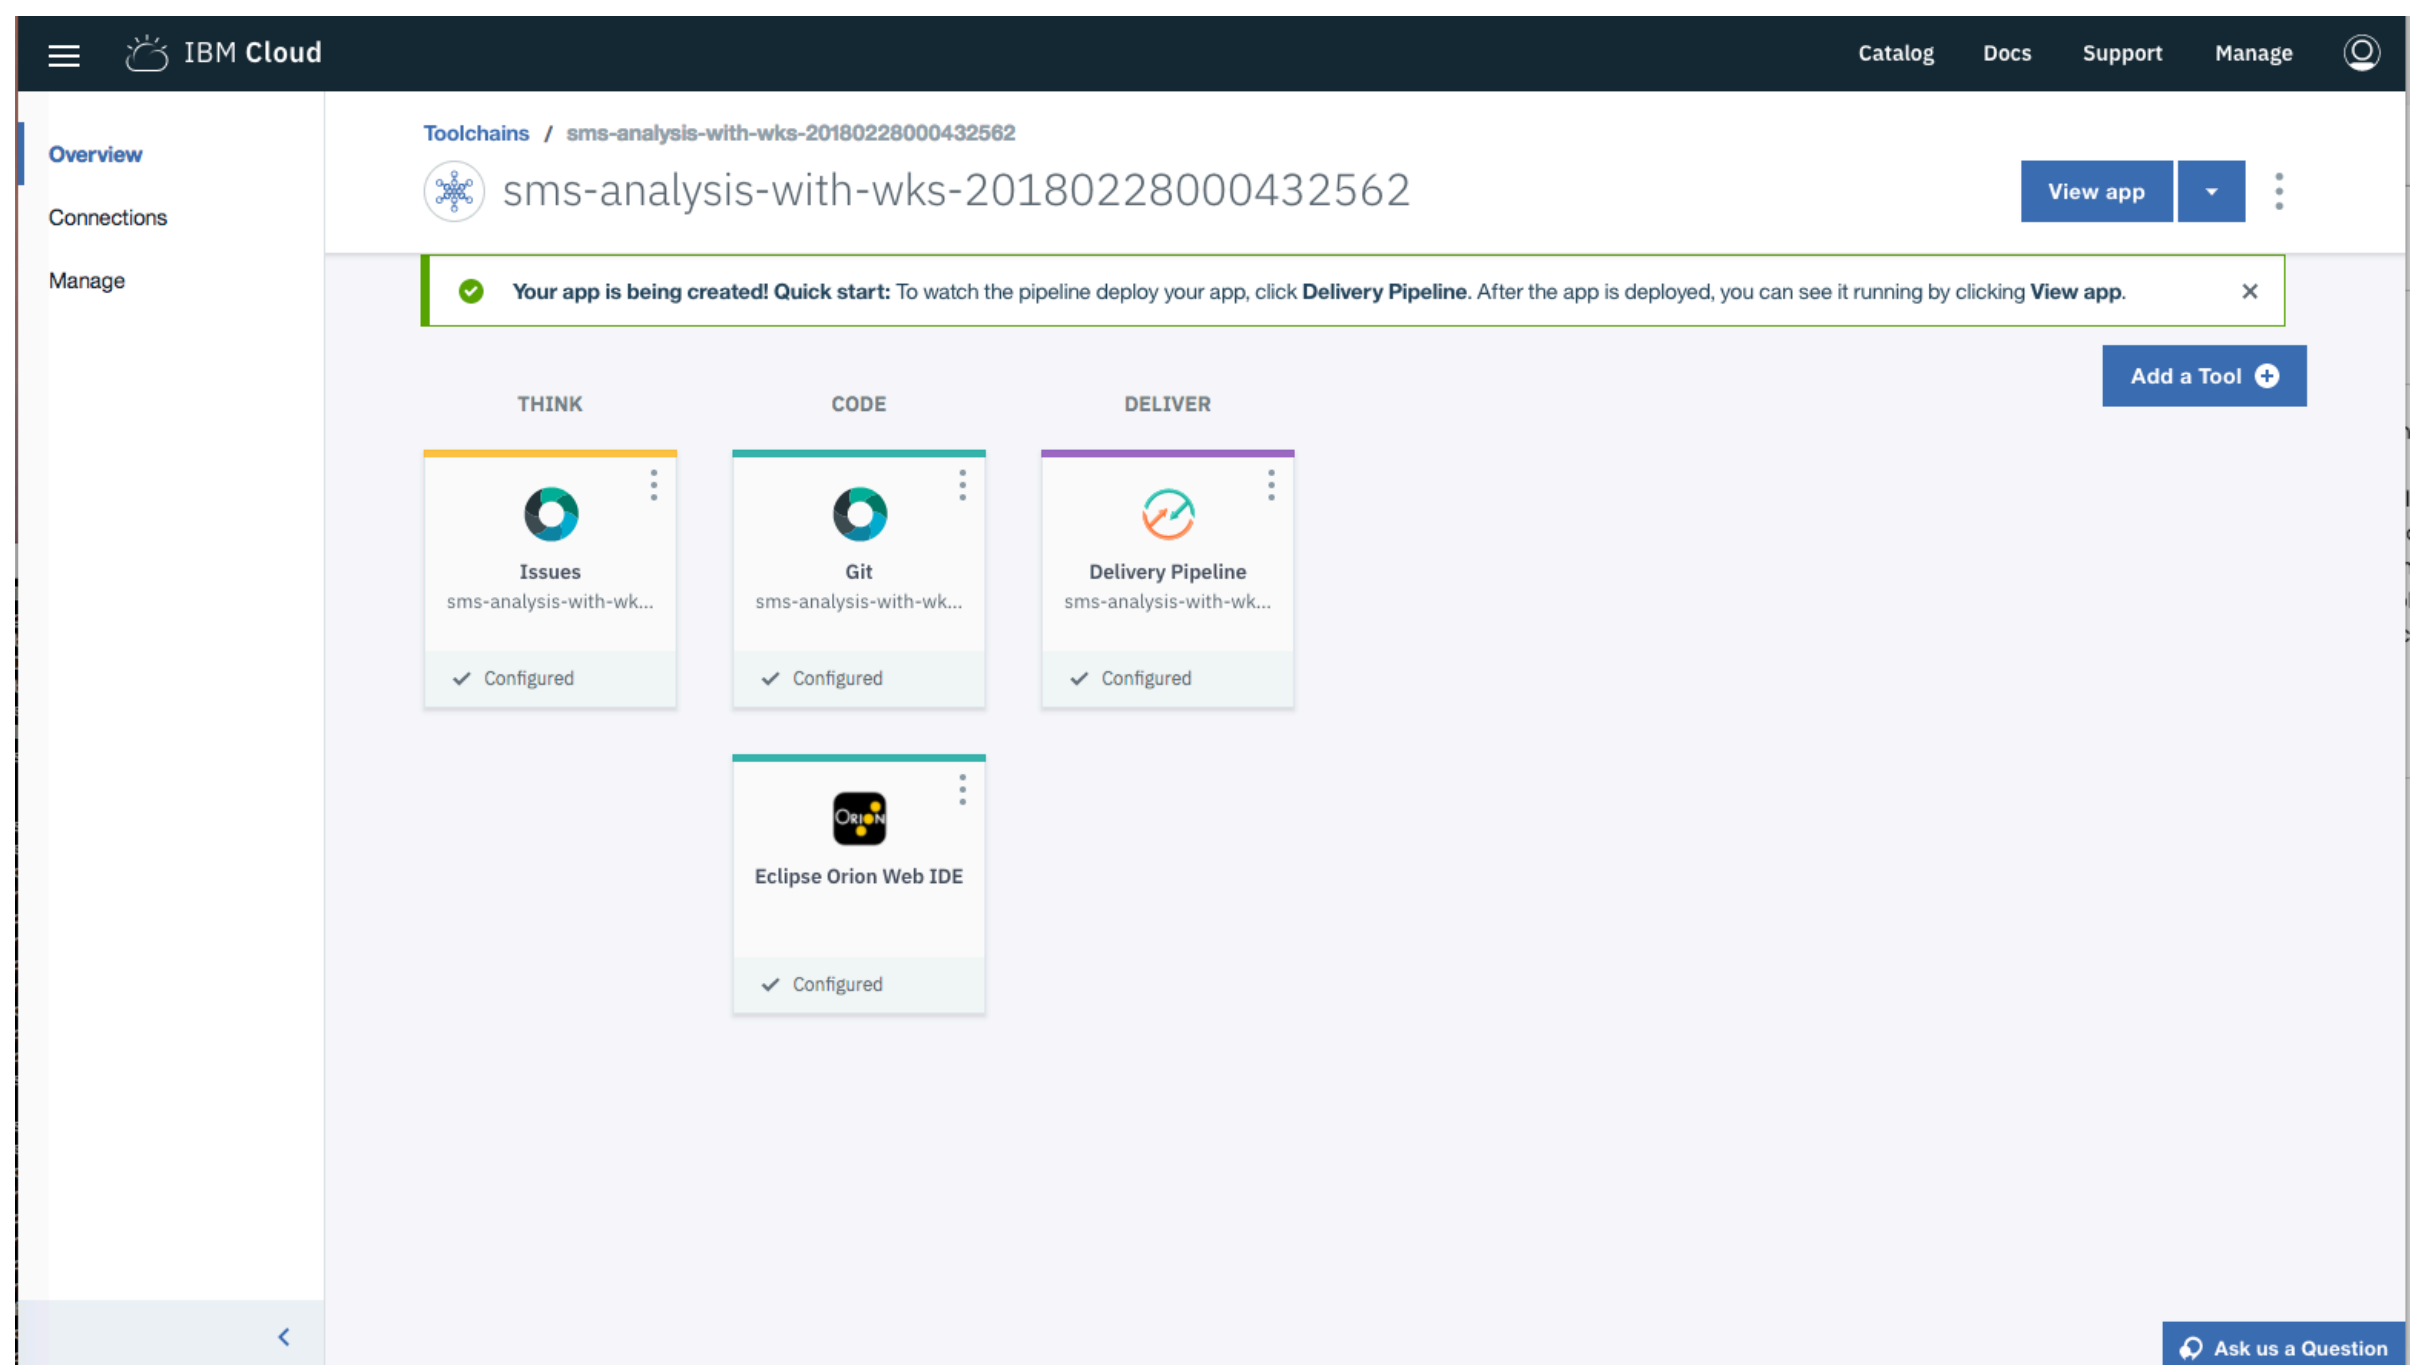 IBM Cloud
Catalog Docs Support Manage
Overview
Connections
Manage
Toolchains / sms-analysis-with-wks-20180228000432562
sms-analysis-with-wks-20180228000432562
View app
Your app is being created! Quick start: To watch the pipeline deploy your app, click Delivery Pipeline. After the app is deployed, you can see it running by clicking View app.
Add a Tool
THINK
CODE
DELIVER
Issues
sms-analysis-with-wk...
Configured
Git
sms-analysis-with-wk...
Configured
Delivery Pipeline
sms-analysis-with-wk...
Configured
ORION
Eclipse Orion Web IDE
Configured
Ask us a Question